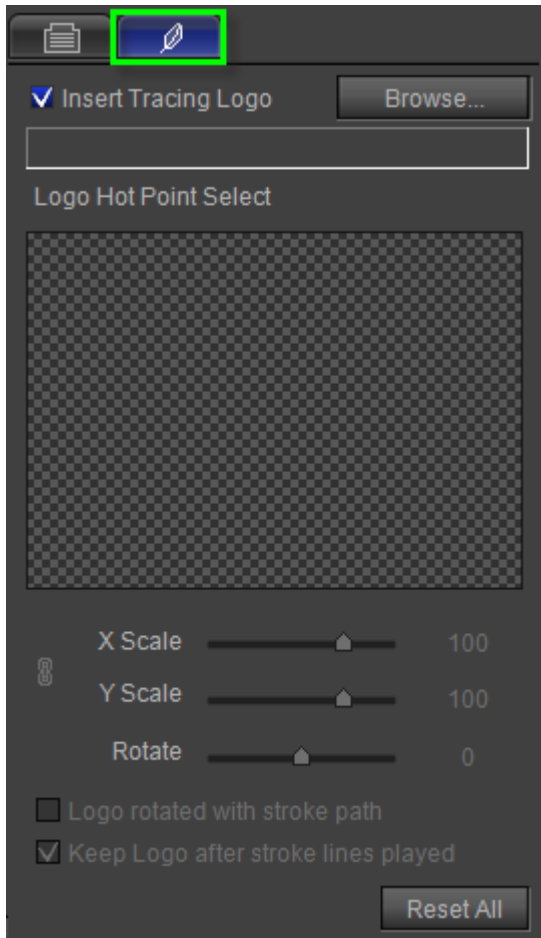 Insert Tracing Logo Browse...
Logo Hot Point Select
X Scale 100
Y Scale 100
Rotate 0
Logo rotated with stroke path
Keep Logo after stroke lines played
Reset All